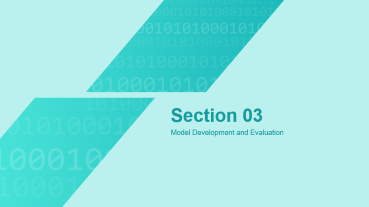 Section 03
Model Development and Evaluation